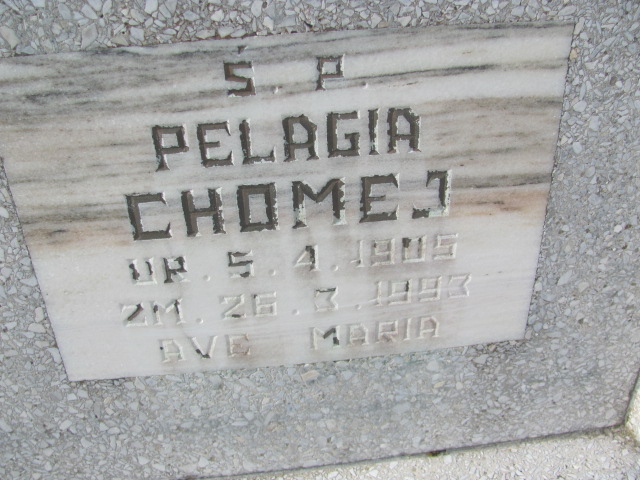 Ś. P.
PELAGIA
CHOMEJ
UR. 5. 4. 1905
ZM. 26. 3. 1993
AVE MARIA